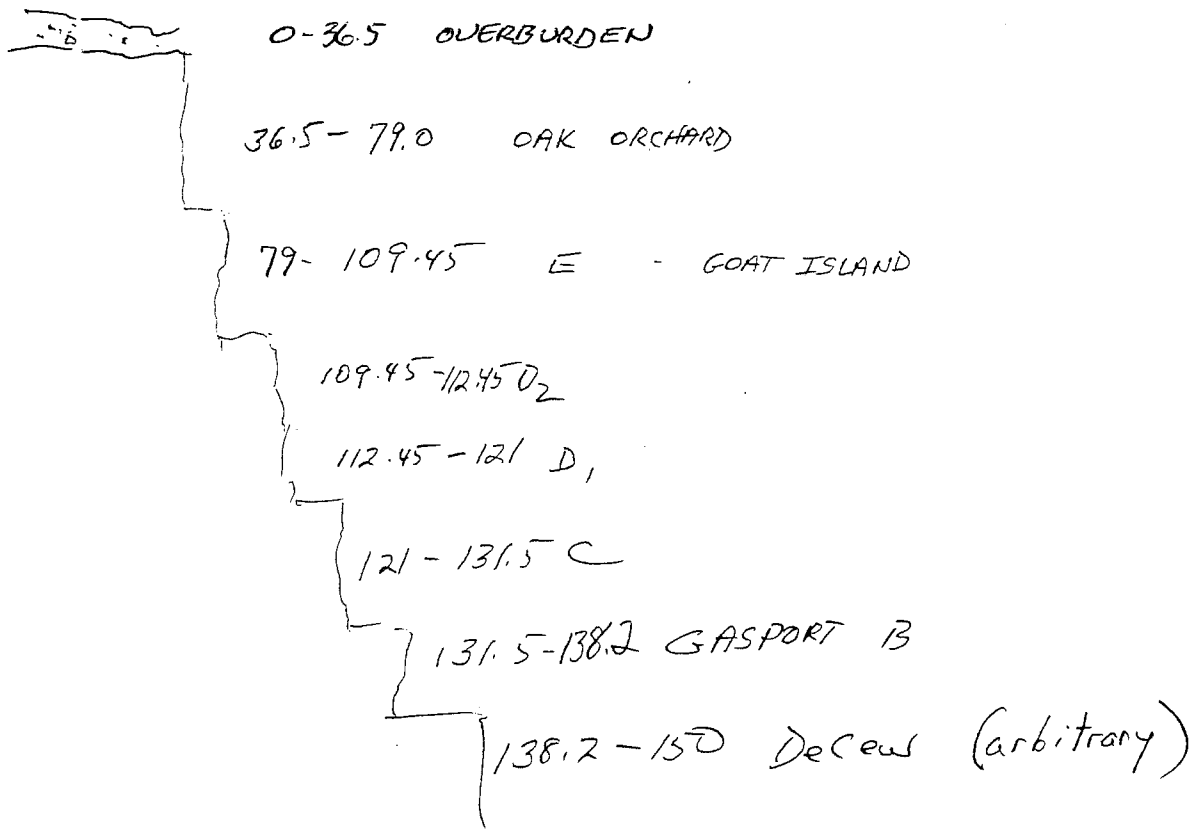 0-36.5 OVERBURDEN
36.5- 79.0 OAK ORCHARD
79- 109.45 E - GOAT ISLAND
109.45-112.45 D2
112.45-121 D1
121-131.5 C
131.5-138.2 GASPORT B
138.2-150 DeCew (arbitrary)